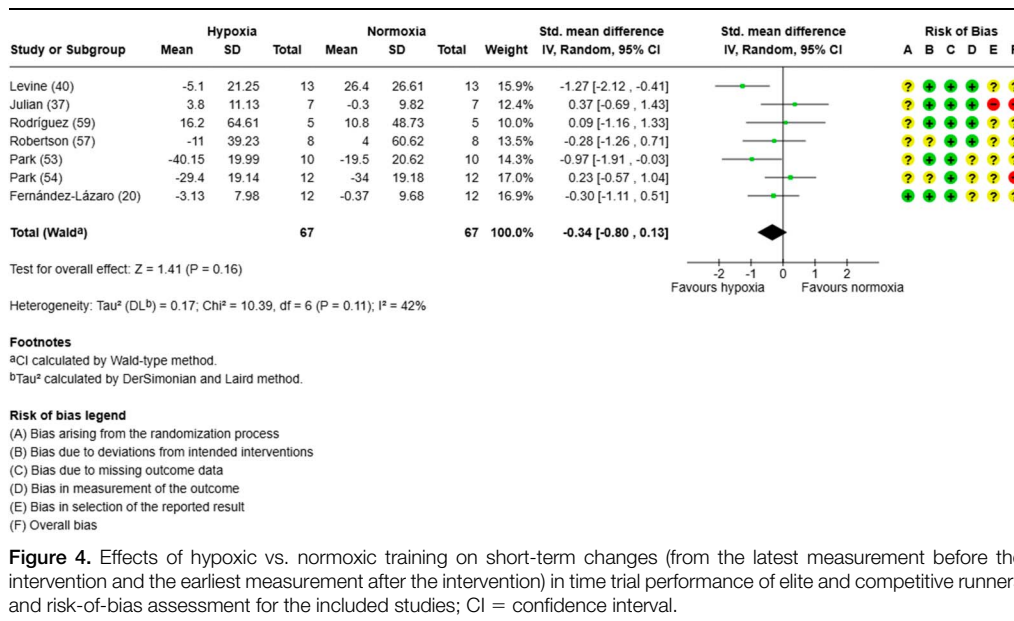 Hypoxia Normoxia Std. mean difference Std. mean difference Risk of Bias
Study or Subgroup Mean SD Total Mean SD Total Weight IV, Random, 95% CI IV, Random, 95% CI A B C D E F
Levine (40) -5.1 21.25 13 26.4 26.61 13 15.9% -1.27 [-2.12 , -0.41] ? + + + ? ?
Julian (37) 3.8 11.13 7 -0.3 9.82 7 12.4% 0.37 [-0.69 , 1.43] ? + + + -
Rodríguez (59) 16.2 64.61 5 10.8 48.73 5 10.0% 0.09 [-1.16 , 1.33] ? + + + ? ?
Robertson (57) -11 39.23 8 4 60.62 8 13.5% -0.28 [-1.26 , 0.71] ? ? + + ? ?
Park (53) -40.15 19.99 10 -19.5 20.62 10 14.3% -0.97 [-1.91 , -0.03] ? + + ? ? ?
Park (54) -29.4 19.14 12 -34 19.18 12 17.0% 0.23 [-0.57 , 1.04] ? ? + ? ?
Fernández-Lázaro (20) -3.13 7.98 12 -0.37 9.68 12 16.9% -0.30 [-1.11 , 0.51] + + + ? ? ?
Total (Waldᵃ) 67 67 100.0% -0.34 [-0.80 , 0.13]
Test for overall effect: Z = 1.41 (P = 0.16)
-2 -1 0 1 2
Favours hypoxia Favours normoxia
Heterogeneity: Tau² (DLᵇ) = 0.17; Chi² = 10.39, df = 6 (P = 0.11); I² = 42%
Footnotes
ᵃCI calculated by Wald-type method.
ᵇTau² calculated by DerSimonian and Laird method.
Risk of bias legend
(A) Bias arising from the randomization process
(B) Bias due to deviations from intended interventions
(C) Bias due to missing outcome data
(D) Bias in measurement of the outcome
(E) Bias in selection of the reported result
(F) Overall bias
Figure 4. Effects of hypoxic vs. normoxic training on short-term changes (from the latest measurement before th
intervention and the earliest measurement after the intervention) in time trial performance of elite and competitive runner
and risk-of-bias assessment for the included studies; CI = confidence interval.